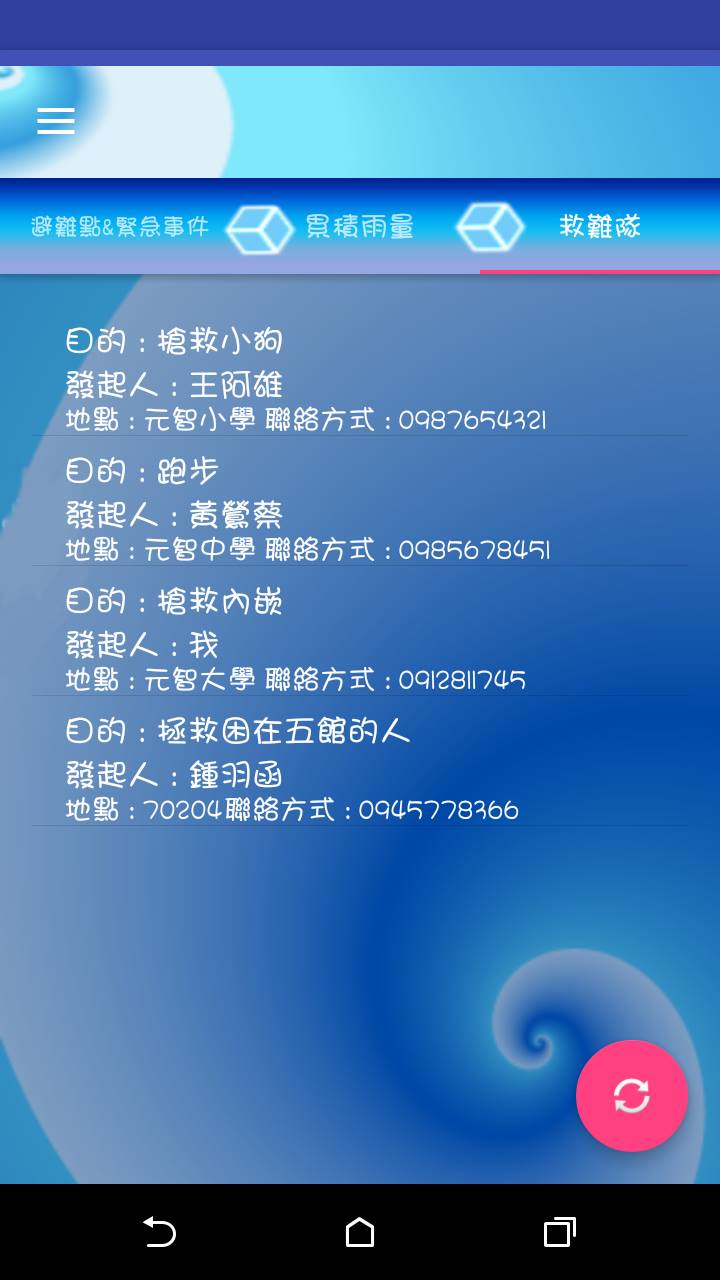 避難點&緊急事件 累積雨量 救難隊
目的 : 搶救小狗
發起人 : 王阿雄
地點 : 元智小學 聯絡方式 : 0987654321
目的 : 跑步
發起人 : 黃鶯蔡
地點 : 元智中學 聯絡方式 : 0985678451
目的 : 搶救內嵌
發起人 : 我
地點 : 元智大學 聯絡方式 : 0912811745
目的 : 拯救困在五館的人
發起人 : 鍾羽函
地點 : 70204聯絡方式 : 0945778366